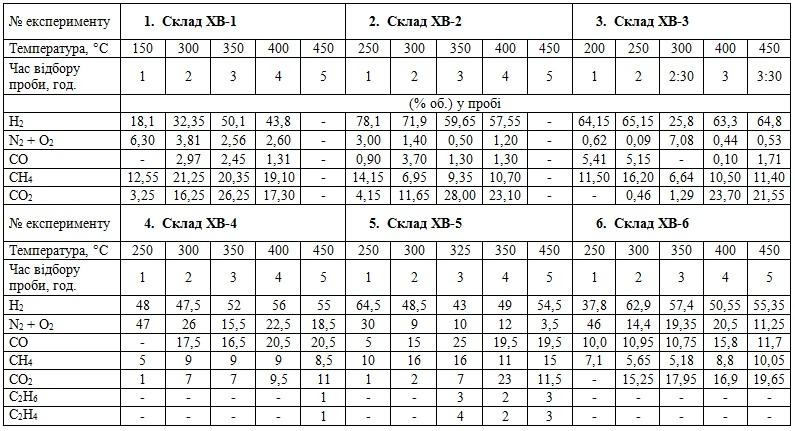 № експерименту 1. Склад ХВ-1 2. Склад ХВ-2 3. Склад ХВ-3
Температура, °С 150 300 350 400 450 250 300 350 400 450 200 250 300 400 450
Час відбору проби, год. 1 2 3 4 5 1 2 3 4 5 1 2 2:30 3 3:30
(% об.) у пробі
H2 18,1 32,35 50,1 43,8 - 78,1 71,9 59,65 57,55 - 64,15 65,15 25,8 63,3 64,8
N2 + O2 6,30 3,81 2,56 2,60 - 3,00 1,40 0,50 1,20 - 0,62 0,09 7,08 0,44 0,53
CO - 2,97 2,45 1,31 - 0,90 3,70 1,30 1,30 - 5,41 5,15 - 0,10 1,71
CH4 12,55 21,25 20,35 19,10 - 14,15 6,95 9,35 10,70 - 11,50 16,20 6,64 10,50 11,40
CO2 3,25 16,25 26,25 17,30 - 4,15 11,65 28,00 23,10 - - 0,46 1,29 23,70 21,55
№ експерименту 4. Склад ХВ-4 5. Склад ХВ-5 6. Склад ХВ-6
Температура, °С 250 300 350 400 450 250 300 325 350 450 250 300 350 400 450
Час відбору проби, год. 1 2 3 4 5 1 2 3 4 5 1 2 3 4 5
H2 48 47,5 52 56 55 64,5 48,5 43 49 54,5 37,8 62,9 57,4 50,55 55,35
N2 + O2 47 26 15,5 22,5 18,5 30 9 10 12 3,5 46 14,4 19,35 20,5 11,25
CO - 17,5 16,5 20,5 20,5 5 15 25 19,5 19,5 10,0 10,95 10,75 15,8 11,7
CH4 5 9 9 9 8,5 10 16 16 11 15 7,1 5,65 5,18 8,8 10,05
CO2 1 7 7 9,5 11 1 2 7 23 11,5 - 15,25 17,95 16,9 19,65
C2H6 - - - - 1 - - 3 2 3 - - - - -
C2H4 - - - - 1 - - 4 2 3 - - - - -